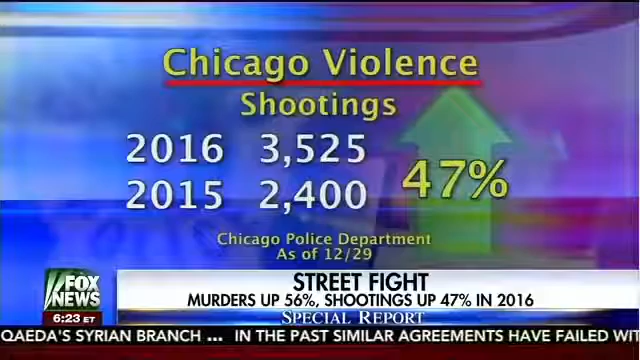 Chicago Violence
Shootings
2016 3,525
2015 2,400
47%
Chicago Police Department
As of 12/29
STREET FIGHT
MURDERS UP 56%, SHOOTINGS UP 47% IN 2016
FOX
NEWS
6:23 ET
SPECIAL REPORT
QAEDA'S SYRIAN BRANCH ... IN THE PAST SIMILAR AGREEMENTS HAVE FAILED WIT